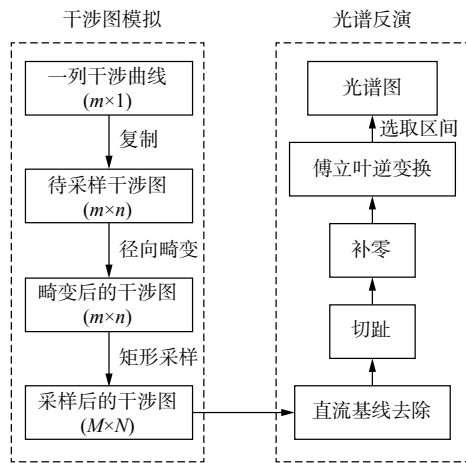 干涉图模拟
一列干涉曲线
(m×1)
复制
待采样干涉图
(m×n)
径向畸变
畸变后的干涉图
(m×n)
矩形采样
采样后的干涉图
(M×N)
光谱反演
光谱图
选取区间
傅立叶逆变换
补零
切趾
直流基线去除